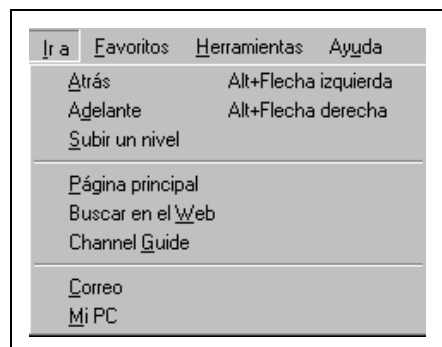 Ir a Favoritos Herramientas Ayuda
Atrás Alt+Flecha izquierda
Adelante Alt+Flecha derecha
Subir un nivel
Página principal
Buscar en el Web
Channel Guide
Correo
Mi PC